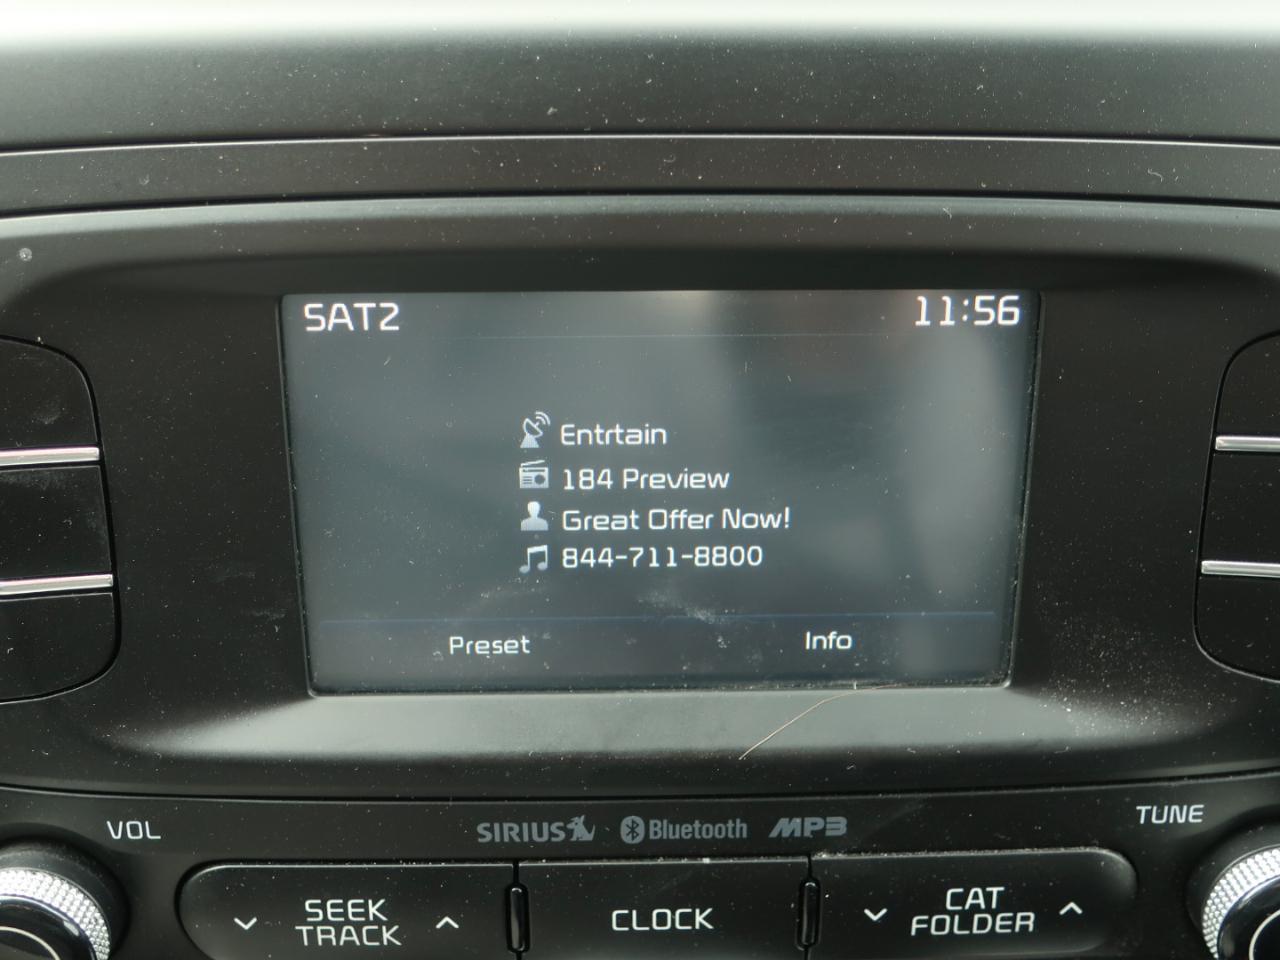 SAT2 11:56
Entrtain
184 Preview
Great Offer Now!
844-711-8800
Preset Info
VOL SIRIUS Bluetooth MP3 TUNE
SEEK
TRACK
CLOCK
CAT
FOLDER